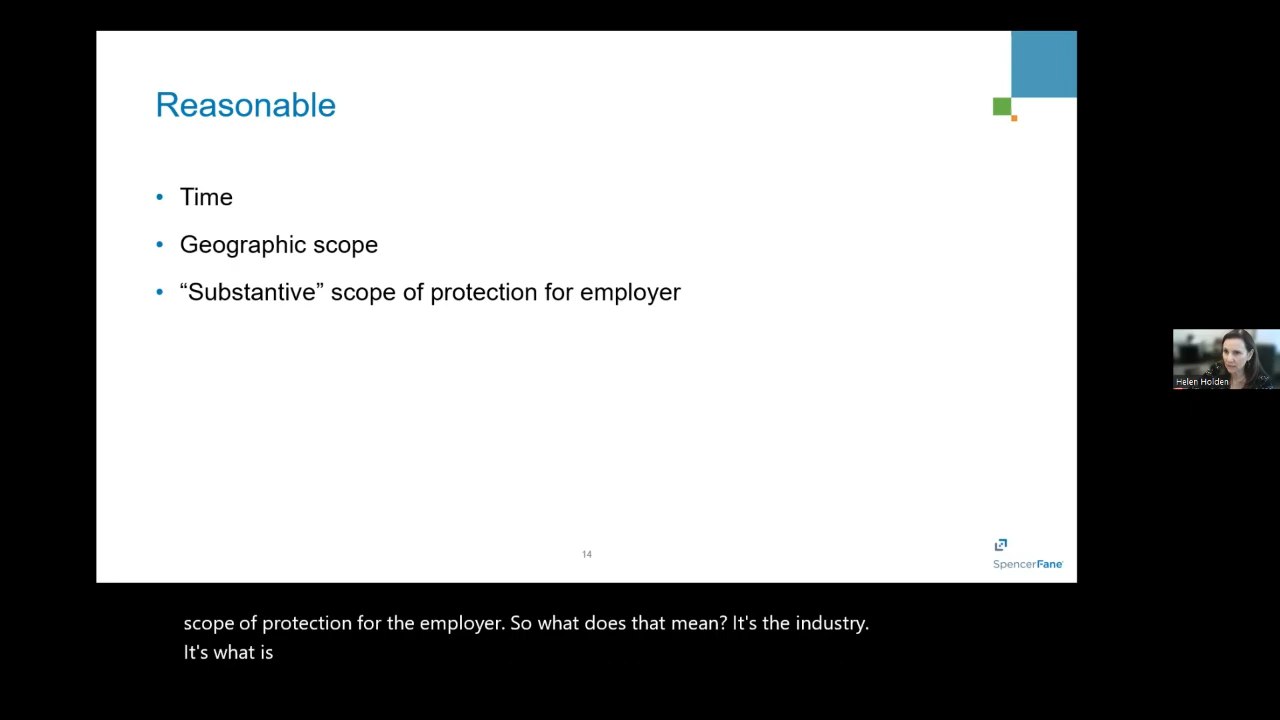 Reasonable
• Time
• Geographic scope
• “Substantive” scope of protection for employer
Helen Holden
14
SpencerFane
scope of protection for the employer. So what does that mean? It's the industry.
It's what is